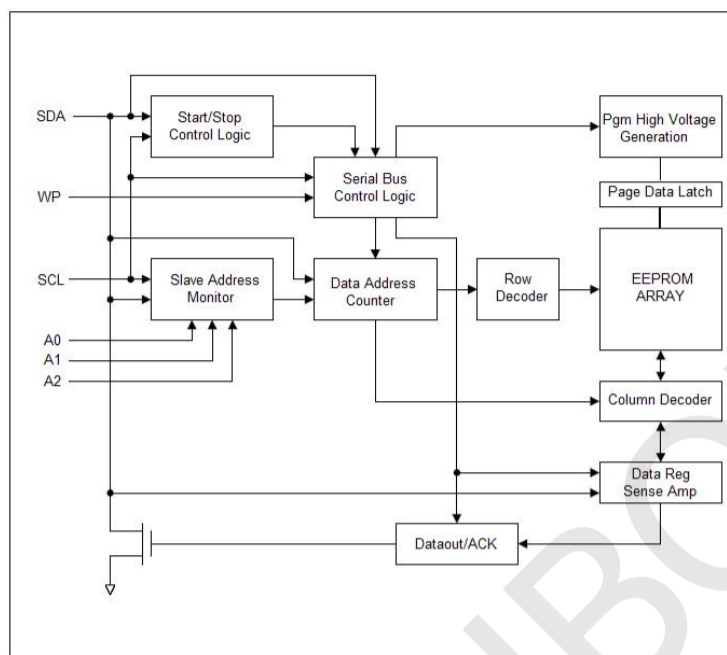 SDA
Start/Stop
Control Logic
Pgm High Voltage
Generation
WP
Serial Bus
Control Logic
Page Data Latch
SCL
Slave Address
Monitor
Data Address
Counter
Row
Decoder
EEPROM
ARRAY
A0
A1
A2
Column Decoder
Data Reg
Sense Amp
Dataout/ACK